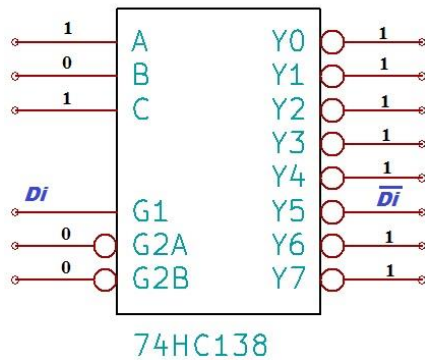 1 A Y0 1
0 B Y1 1
1 C Y2 1
Y3 1
Y4 1
Di G1 Y5 D̅i̅
0 G2A Y6 1
0 G2B Y7 1
74HC138